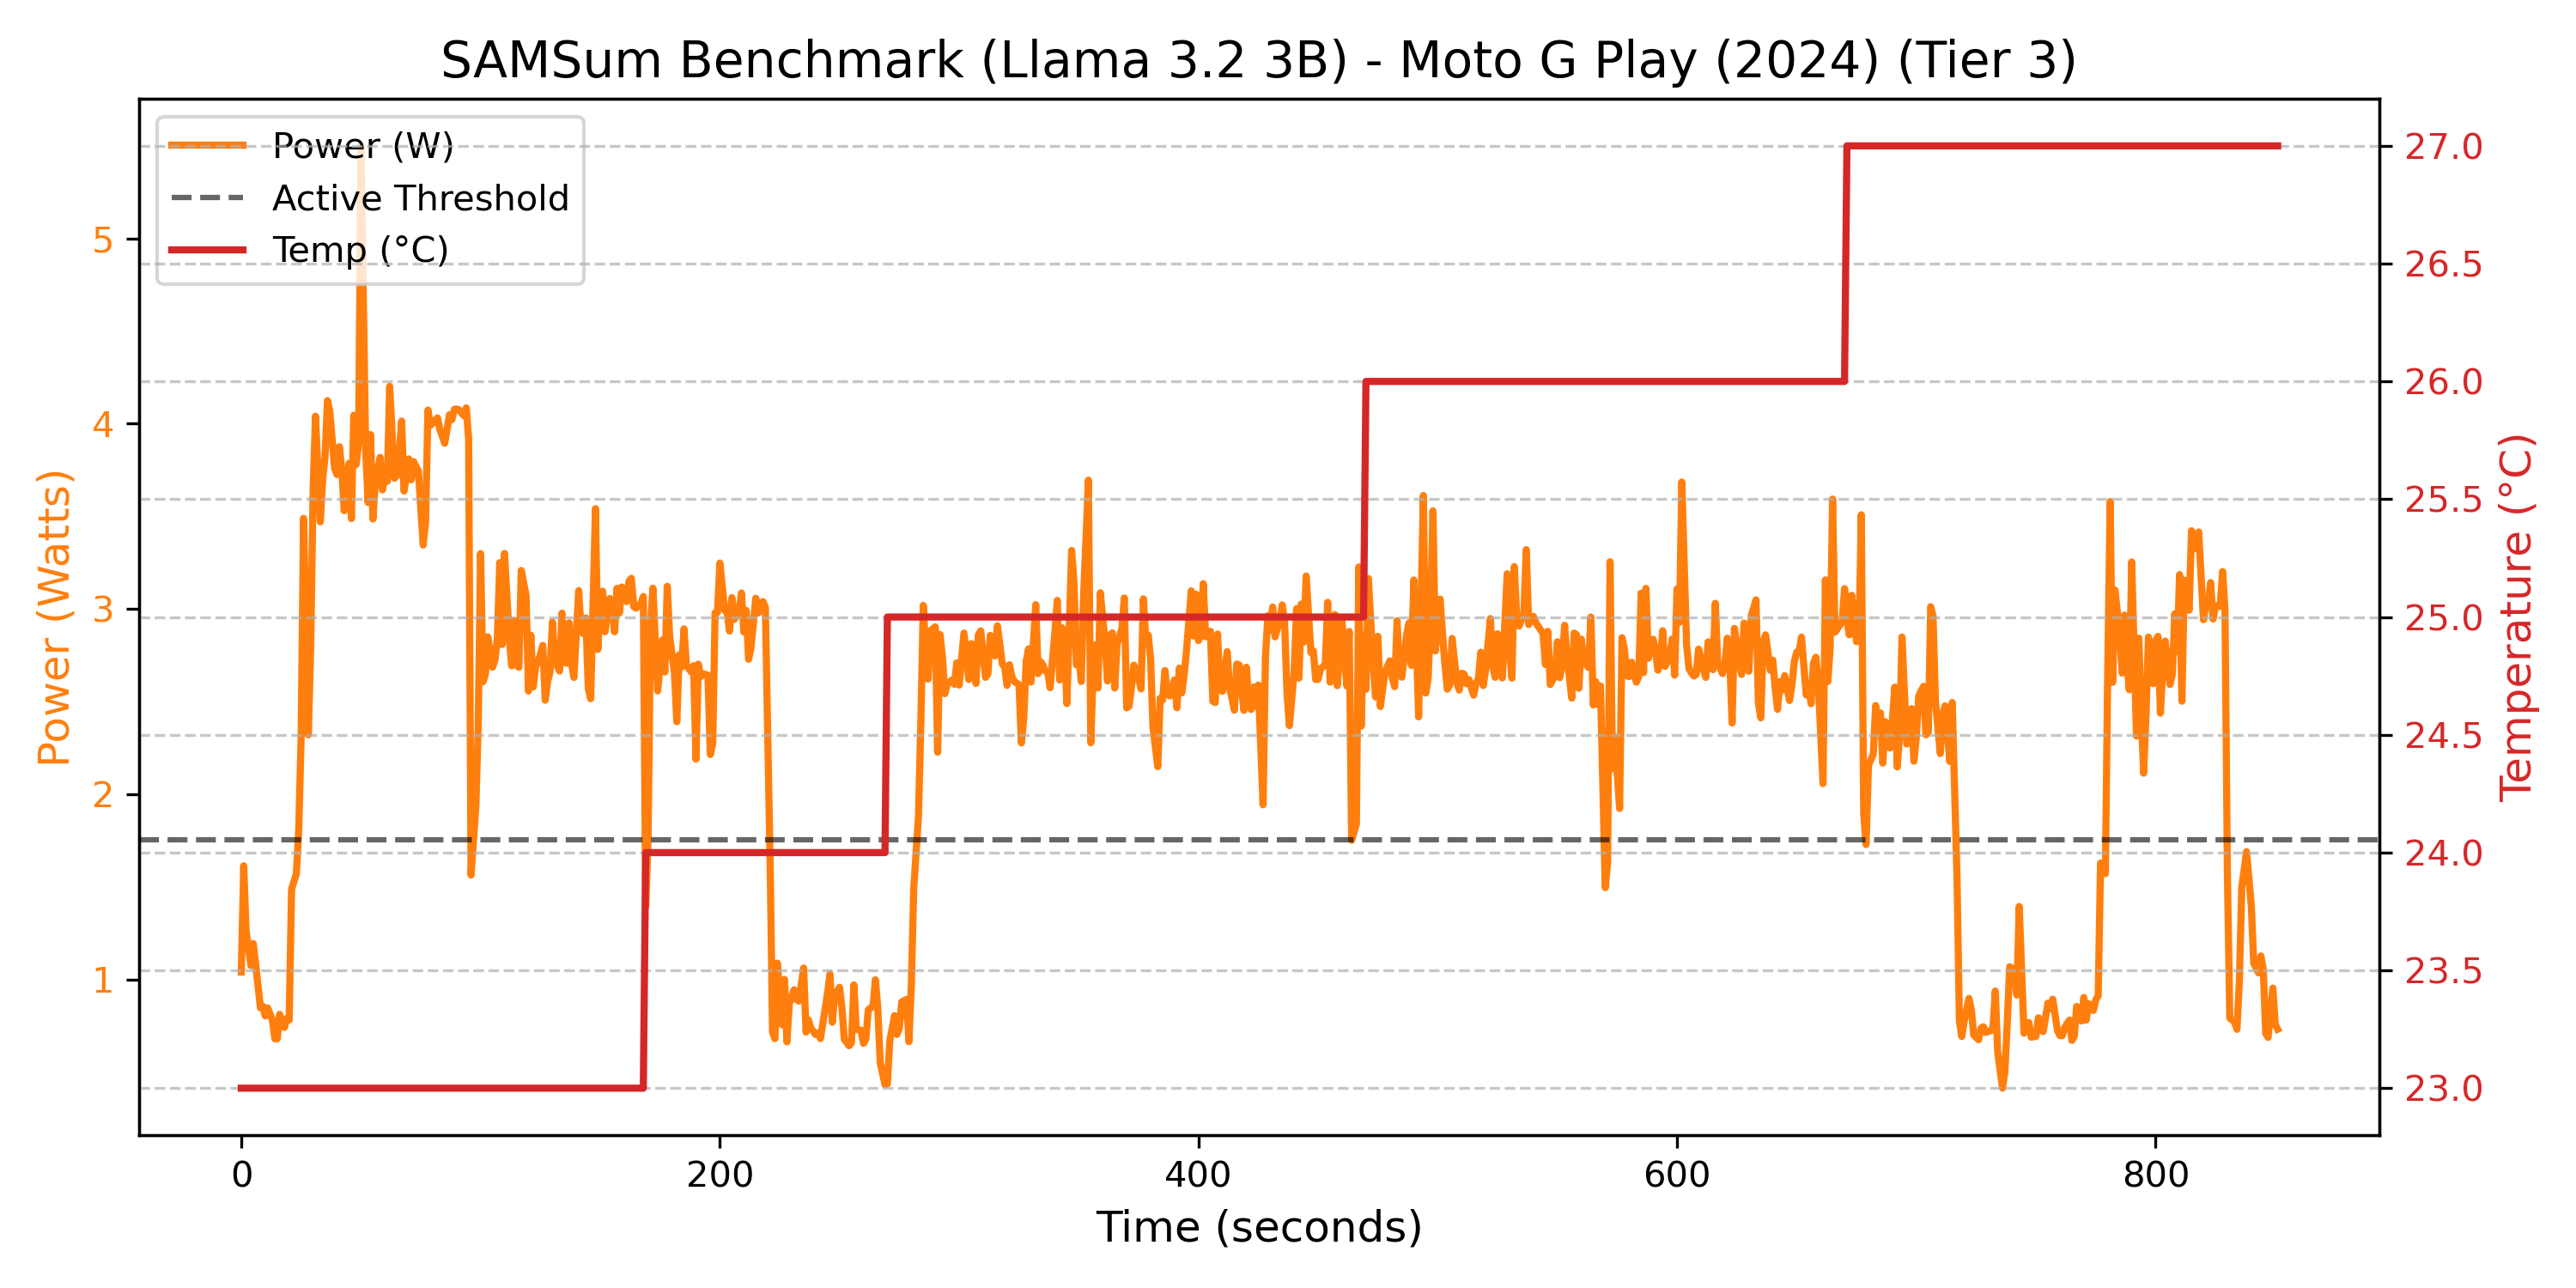 SAMSum Benchmark (Llama 3.2 3B) - Moto G Play (2024) (Tier 3)
Power (W)
Active Threshold
Temp (°C)
Power (Watts)
5
4
3
2
1
27.0
26.5
26.0
25.5
25.0
24.5
24.0
23.5
23.0
Temperature (°C)
0
200
400
600
800
Time (seconds)